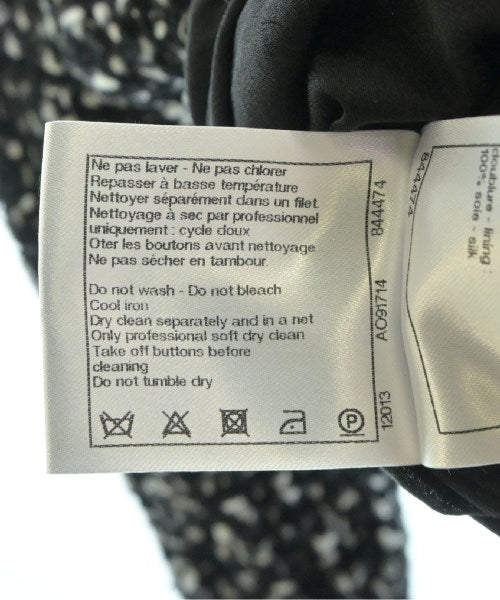 Ne pas laver - Ne pas chlorer
Repasser à basse température
Nettoyer séparément dans un filet
Nettoyage à sec par professionnel
uniquement : cycle doux
Oter les boutons avant nettoyage
Ne pas sécher en tambour.
Do not wash - Do not bleach
Cool iron
Dry clean separately and in a net
Only professional soft dry clean
Take off buttons before
cleaning
Do not tumble dry
P
12013 AO91714 844474
844474
doublure - lining :
100% soie - silk